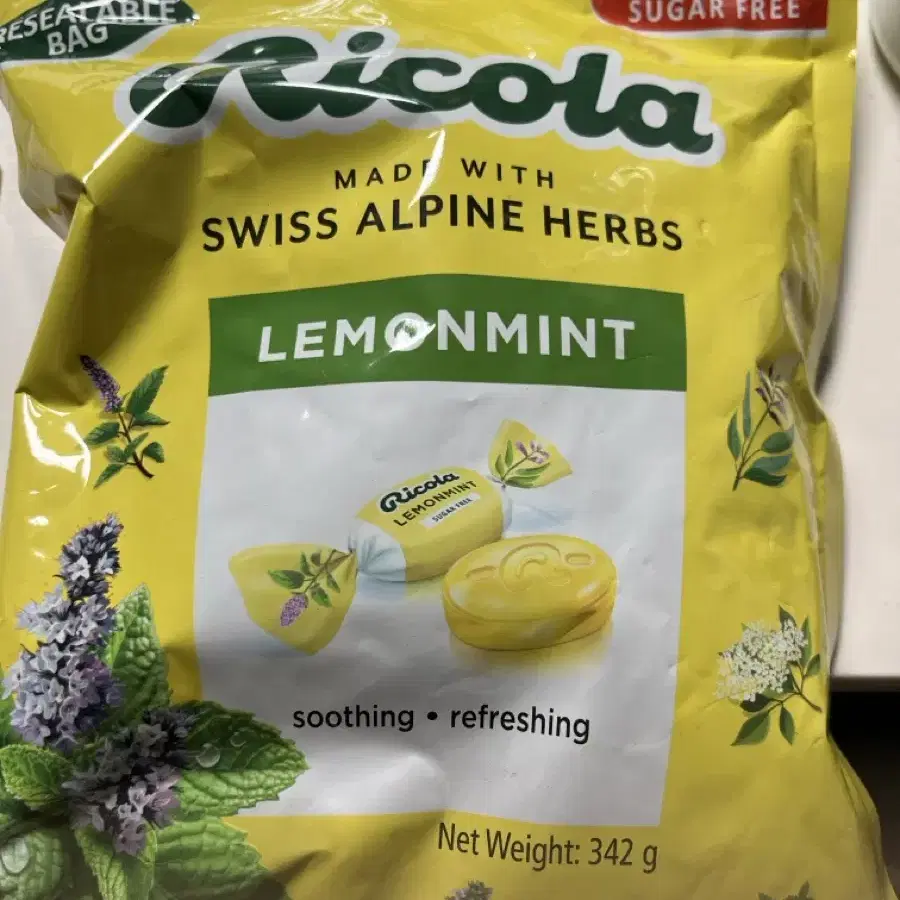 RESEALABLE
BAG
SUGAR FREE
Ricola
MADE WITH
SWISS ALPINE HERBS
LEMONMINT
Ricola
LEMONMINT
SUGAR FREE
soothing • refreshing
Net Weight: 342 g